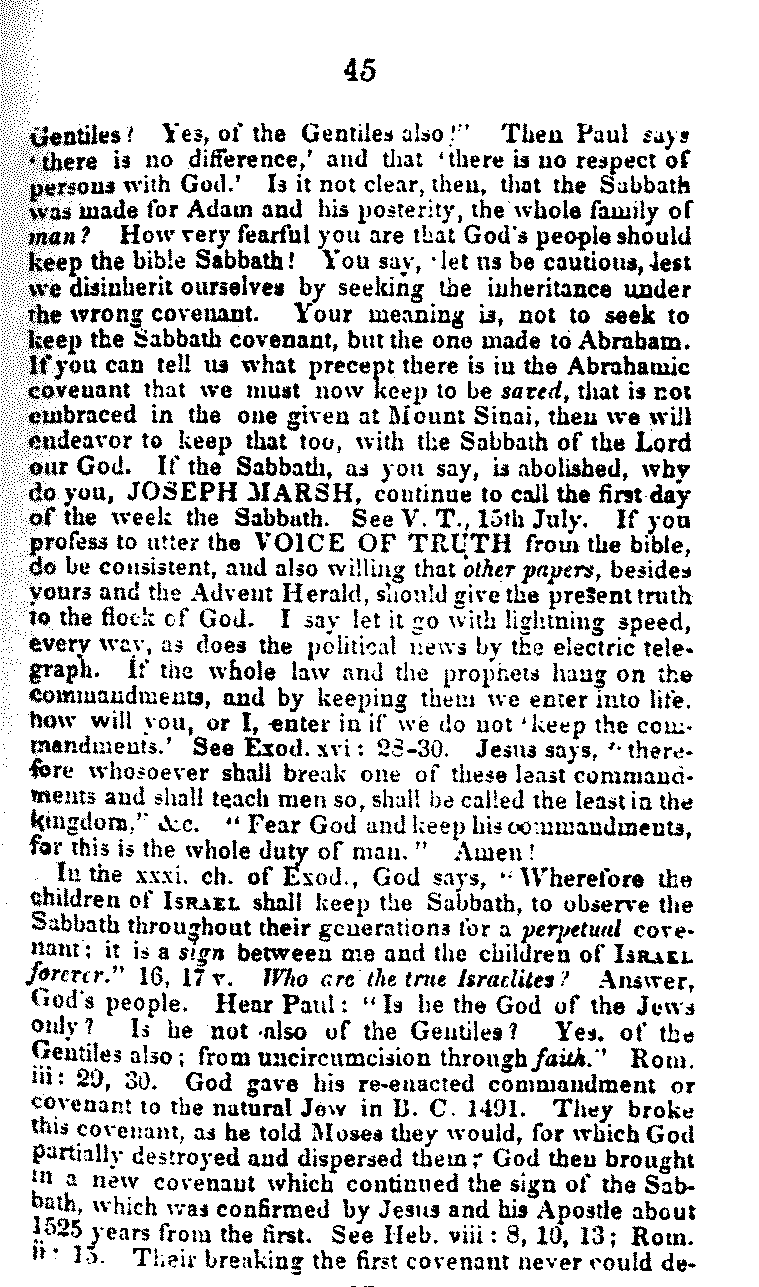 45
Gentiles? Yes, of the Gentiles also!" Then Paul says
'there is no difference,' and that 'there is no respect of
persons with God.' Is it not clear, then, that the Sabbath
was made for Adam and his posterity, the whole family of
man? How very fearful you are that God's people should
keep the bible Sabbath! You say, 'let us be cautious, lest
we disinherit ourselves by seeking the inheritance under
the wrong covenant. Your meaning is, not to seek to
keep the Sabbath covenant, but the one made to Abraham.
If you can tell us what precept there is in the Abrahamic
covenant that we must now keep to be saved, that is not
embraced in the one given at Mount Sinai, then we will
endeavor to keep that too, with the Sabbath of the Lord
our God. If the Sabbath, as you say, is abolished, why
do you, JOSEPH MARSH, continue to call the first day
of the week the Sabbath. See V. T., 15th July. If you
profess to utter the VOICE OF TRUTH from the bible,
do be consistent, and also willing that other papers, besides
yours and the Advent Herald, should give the present truth
to the flock of God. I say let it go with lightning speed,
every way, as does the political news by the electric tele-
graph. If the whole law and the prophets hang on the
commandments, and by keeping them we enter into life.
how will you, or I, enter in if we do not 'keep the com-
mandments.' See Exod. xvi: 28-30. Jesus says, "there-
fore whosoever shall break one of these least command-
ments and shall teach men so, shall be called the least in the
kingdom," &c. "Fear God and keep his commandments,
for this is the whole duty of man." Amen!
In the xxxi. ch. of Exod., God says, "Wherefore the
children of ISRAEL shall keep the Sabbath, to observe the
Sabbath throughout their generations for a perpetual cove-
nant; it is a sign between me and the children of ISRAEL
forever." 16, 17 v. Who are the true Israelites? Answer,
God's people. Hear Paul: "Is he the God of the Jews
only? Is he not also of the Gentiles? Yes. of the
Gentiles also; from uncircumcision through faith." Rom.
iii: 29, 30. God gave his re-enacted commandment or
covenant to the natural Jew in B. C. 1491. They broke
this covenant, as he told Moses they would, for which God
partially destroyed and dispersed them; God then brought
in a new covenant which continued the sign of the Sab-
bath, which was confirmed by Jesus and his Apostle about
1525 years from the first. See Heb. viii: 8, 10, 13; Rom.
15. Their breaking the first covenant never could de-